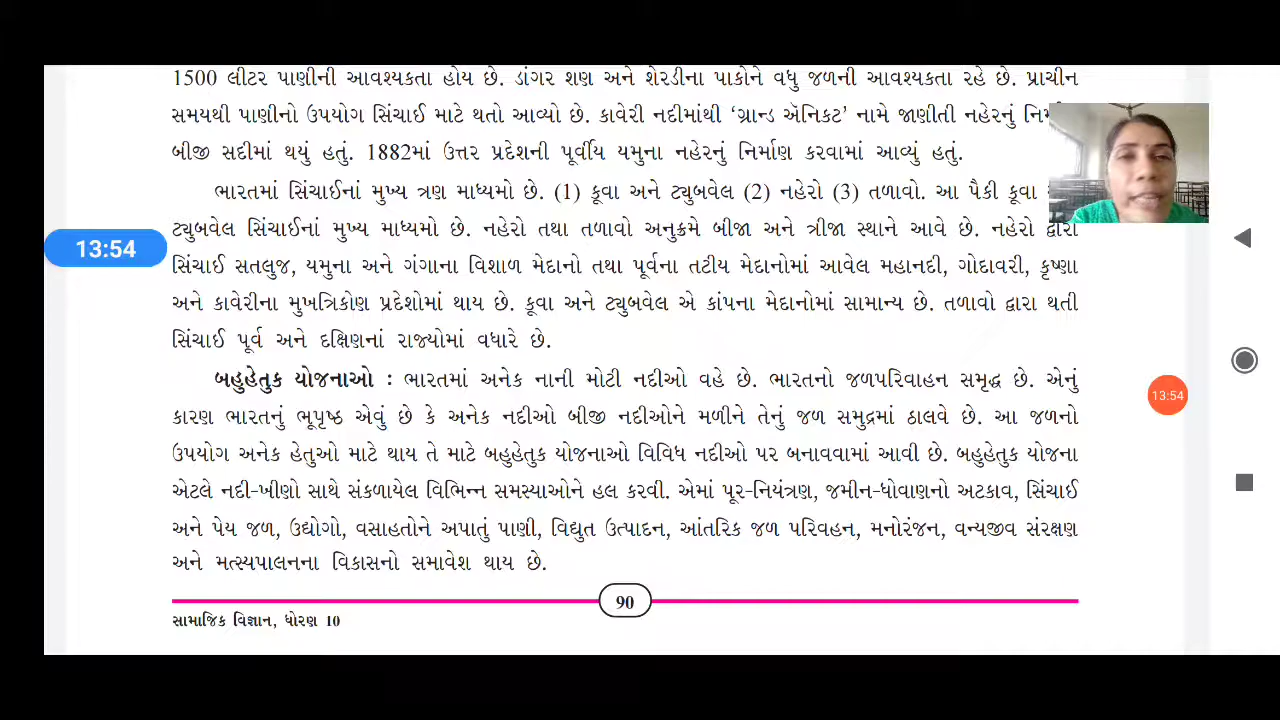 1500 લીટર પાણીની આવશ્યકતા હોય છે. ડાંગર શણ અને શેરડીના પાકોને વધુ જળની આવશ્યકતા રહે છે. પ્રાચીન
સમયથી પાણીનો ઉપયોગ સિંચાઈ માટે થતો આવ્યો છે. કાવેરી નદીમાંથી ‘ગ્રાન્ડ ઍનિકટ’ નામે જાણીતી નહેરનું
બીજી સદીમાં થયું હતું. 1882માં ઉત્તર પ્રદેશની પૂર્વીય યમુના નહેરનું નિર્માણ કરવામાં આવ્યું હતું.
ભારતમાં સિંચાઈનાં મુખ્ય ત્રણ માધ્યમો છે. (1) કૂવા અને ટ્યુબવેલ (2) નહેરો (3) તળાવો. આ પૈકી કૂવા
ટ્યુબવેલ સિંચાઈનાં મુખ્ય માધ્યમો છે. નહેરો તથા તળાવો અનુક્રમે બીજા અને ત્રીજા સ્થાને આવે છે. નહેરો દ્વારા
13:54
સિંચાઈ સતલુજ, યમુના અને ગંગાના વિશાળ મેદાનો તથા પૂર્વના તટીય મેદાનોમાં આવેલ મહાનદી, ગોદાવરી, કૃષ્ણા
અને કાવેરીના મુખત્રિકોણ પ્રદેશોમાં થાય છે. કૂવા અને ટ્યુબવેલ એ કાંપના મેદાનોમાં સામાન્ય છે. તળાવો દ્વારા થતી
સિંચાઈ પૂર્વ અને દક્ષિણનાં રાજ્યોમાં વધારે છે.
બહુહેતુક યોજનાઓ : ભારતમાં અનેક નાની મોટી નદીઓ વહે છે. ભારતનો જળપરિવાહન સમૃદ્ધ છે. એનું
13:54
કારણ ભારતનું ભૂપૃષ્ઠ એવું છે કે અનેક નદીઓ બીજી નદીઓને મળીને તેનું જળ સમુદ્રમાં ઠાલવે છે. આ જળનો
ઉપયોગ અનેક હેતુઓ માટે થાય તે માટે બહુહેતુક યોજનાઓ વિવિધ નદીઓ પર બનાવવામાં આવી છે. બહુહેતુક યોજના
એટલે નદી-ખીણો સાથે સંકળાયેલ વિભિન્ન સમસ્યાઓને હલ કરવી. એમાં પૂર-નિયંત્રણ, જમીન-ધોવાણનો અટકાવ, સિંચાઈ
અને પેય જળ, ઉદ્યોગો, વસાહતોને અપાતું પાણી, વિદ્યુત ઉત્પાદન, આંતરિક જળ પરિવહન, મનોરંજન, વન્યજીવ સંરક્ષણ
અને મત્સ્યપાલનના વિકાસનો સમાવેશ થાય છે.
90
સામાજિક વિજ્ઞાન, ધોરણ 10